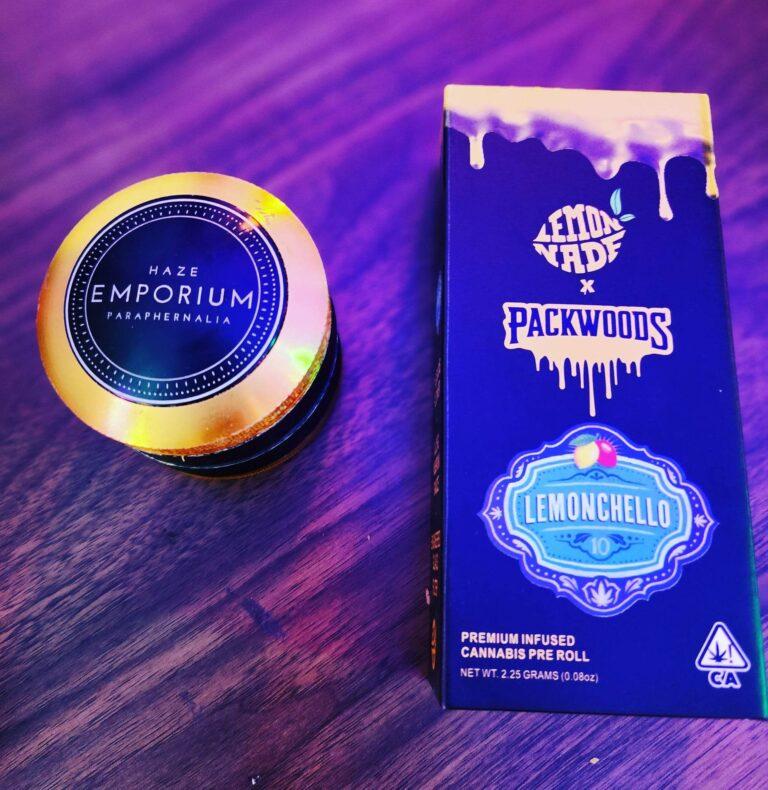 HAZE
EMPORIUM
PARAPHERNALIA
LEMON
NADE
X
PACKWOODS
LEMONCHELLO
10
PREMIUM INFUSED
CANNABIS PRE ROLL
NET WT. 2.25 GRAMS (0.08oz)
!
CA